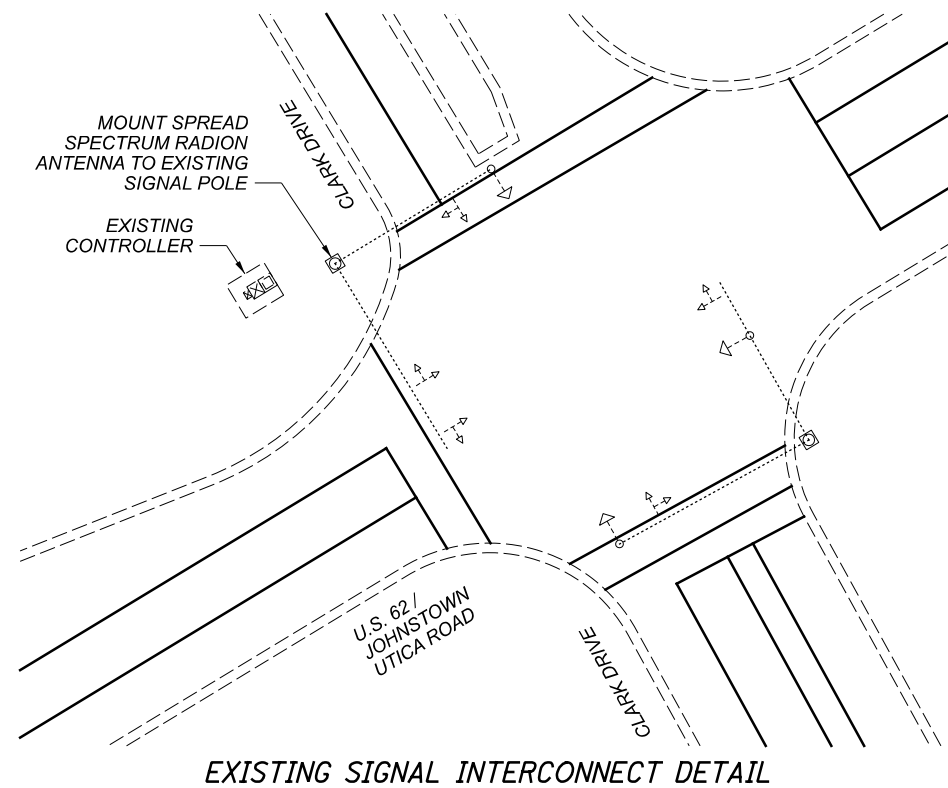 MOUNT SPREAD
SPECTRUM RADION
ANTENNA TO EXISTING
SIGNAL POLE
CLARK DRIVE
EXISTING
CONTROLLER
U.S. 62 /
JOHNSTOWN
UTICA ROAD
CLARK DRIVE
EXISTING SIGNAL INTERCONNECT DETAIL